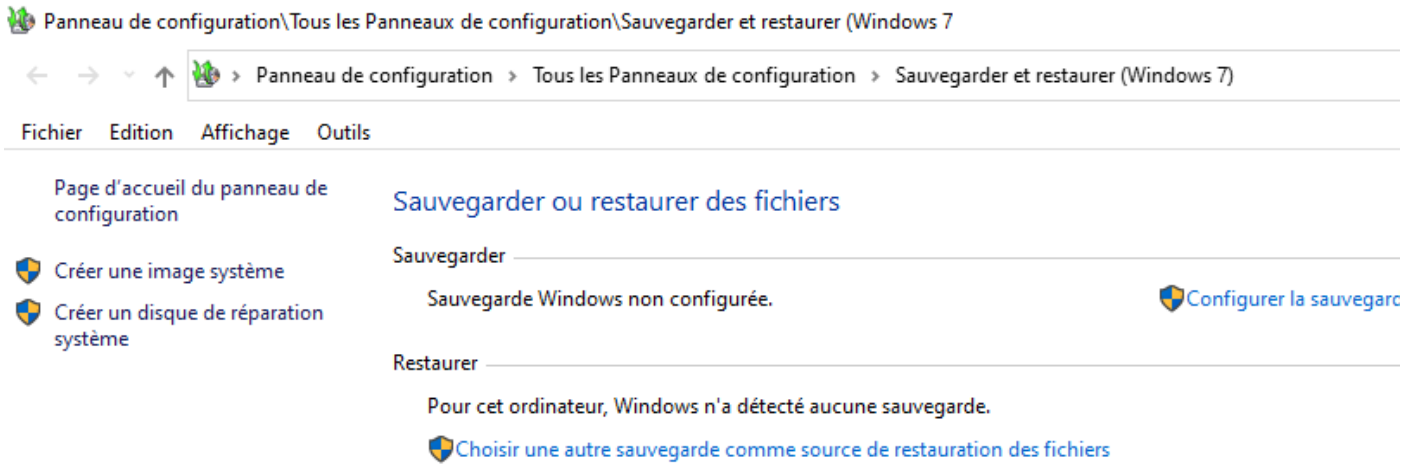 Panneau de configuration\Tous les Panneaux de configuration\Sauvegarder et restaurer (Windows 7
Panneau de configuration > Tous les Panneaux de configuration > Sauvegarder et restaurer (Windows 7)
Fichier Edition Affichage Outils
Page d'accueil du panneau de
configuration
Créer une image système
Créer un disque de réparation
système
Sauvegarder ou restaurer des fichiers
Sauvegarder
Sauvegarde Windows non configurée.
Configurer la sauvegard
Restaurer
Pour cet ordinateur, Windows n'a détecté aucune sauvegarde.
Choisir une autre sauvegarde comme source de restauration des fichiers